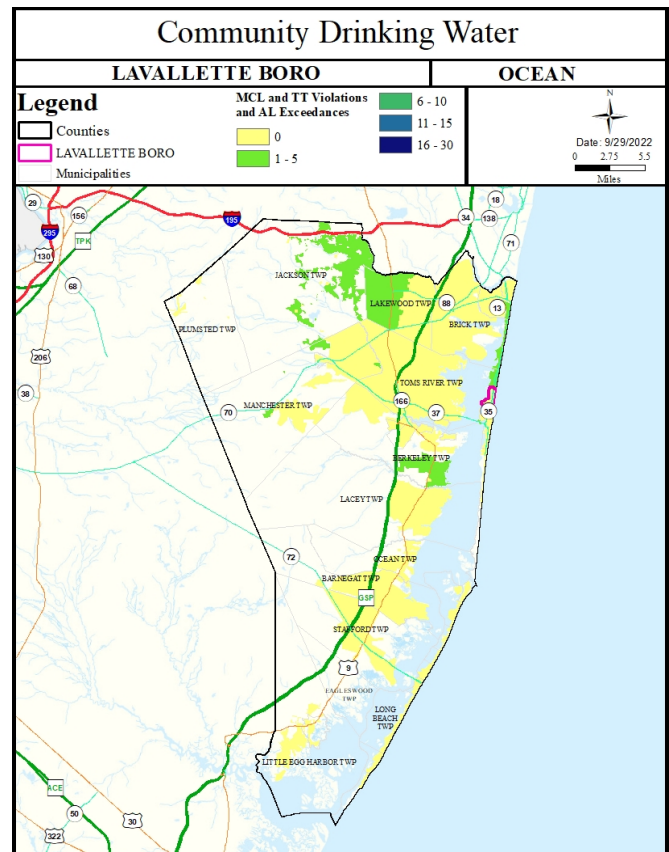 Community Drinking Water
LAVALLETTE BORO
OCEAN
Legend
Counties
LAVALLETTE BORO
Municipalities
MCL and TT Violations
and AL Exceedances
0
1 - 5
6 - 10
11 - 15
16 - 30
N
Date: 9/29/2022
0 2.75 5.5
Miles
29
156
195
34
18
138
295
TPK
71
130
68
JACKSON TWP
LAKEWOOD TWP
88
13
PLUMSTED TWP
BRICK TWP
206
TOMS RIVER TWP
38
166
35
MANCHESTER TWP
70
37
BERKELEY TWP
LACEY TWP
72
OCEAN TWP
BARNEGAT TWP
GSP
STAFFORD TWP
9
EAGLESWOOD
TWP
LONG
BEACH
TWP
LITTLE EGG HARBOR TWP
ACE
50
30
322